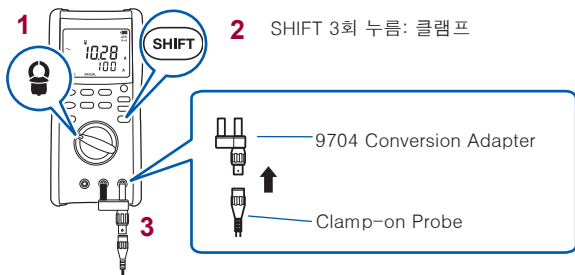 1
2 SHIFT 3회 누름: 클램프
SHIFT
10.28 A
100 A
MANUAL
9704 Conversion Adapter
Clamp-on Probe
3